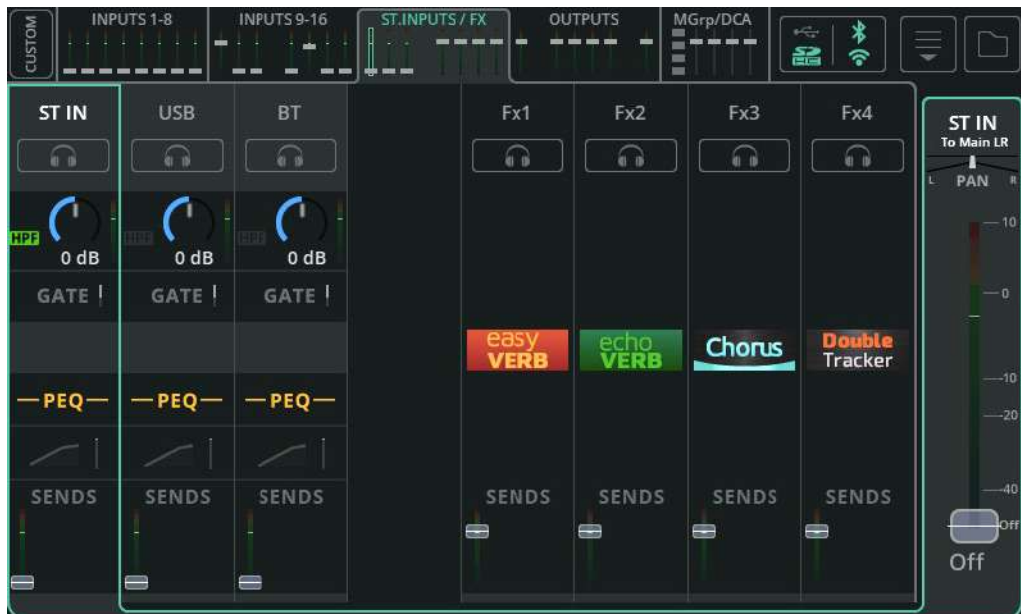 CUSTOM
INPUTS 1-8
INPUTS 9-16
ST.INPUTS / FX
OUTPUTS
MGrp/DCA
SD
HC
ST IN
USB
BT
Fx1
Fx2
Fx3
Fx4
ST IN
To Main LR
L PAN R
HPF
0 dB
HPF
0 dB
HPF
0 dB
GATE
GATE
GATE
easy
VERB
echo
VERB
Chorus
Double
Tracker
PEQ
PEQ
PEQ
SENDS
SENDS
SENDS
SENDS
SENDS
SENDS
SENDS
10
0
-10
-20
-40
Off
Off